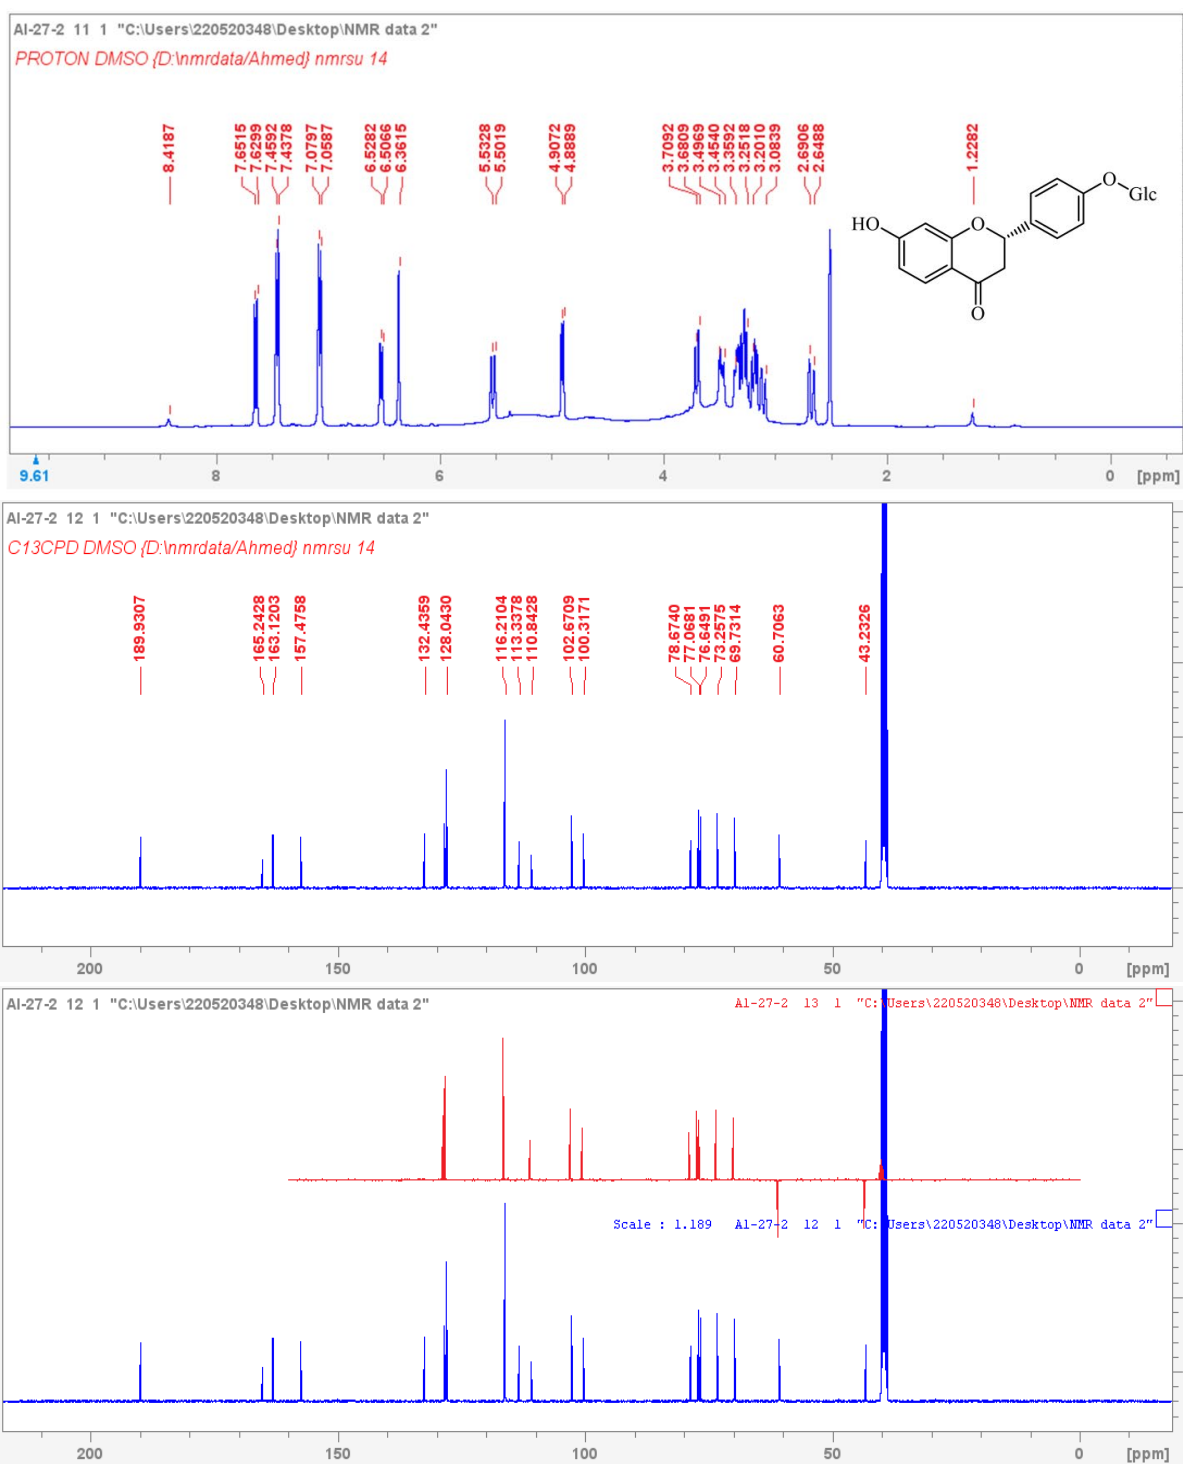 AI-27-2 11 1 "C:\Users\220520348\Desktop\NMR data 2"
PROTON DMSO {D:\nmrdata/Ahmed} nmrsu 14
8.4187
7.6515
7.6299
7.4592
7.4378
7.0797
7.0587
6.5282
6.5066
6.3615
5.5328
5.5019
4.9072
4.8889
3.7092
3.6809
3.4969
3.4540
3.3592
3.2518
3.2010
3.0839
2.6906
2.6488
1.2282
HO
O
O
O
Glc
9.61
8 6 4 2 0 [ppm]
AI-27-2 12 1 "C:\Users\220520348\Desktop\NMR data 2"
C13CPD DMSO {D:\nmrdata/Ahmed} nmrsu 14
189.9307
165.2428
163.1203
157.4758
132.4359
128.0430
116.2104
113.3378
110.8428
102.6709
100.3171
78.6740
77.0681
76.6491
73.2575
69.7314
60.7063
43.2326
200 150 100 50 0 [ppm]
AI-27-2 12 1 "C:\Users\220520348\Desktop\NMR data 2"
Al-27-2 13 1 "C:\Users\220520348\Desktop\NMR data 2"
Scale : 1.189 Al-27-2 12 1 "C:\Users\220520348\Desktop\NMR data 2"
200 150 100 50 0 [ppm]